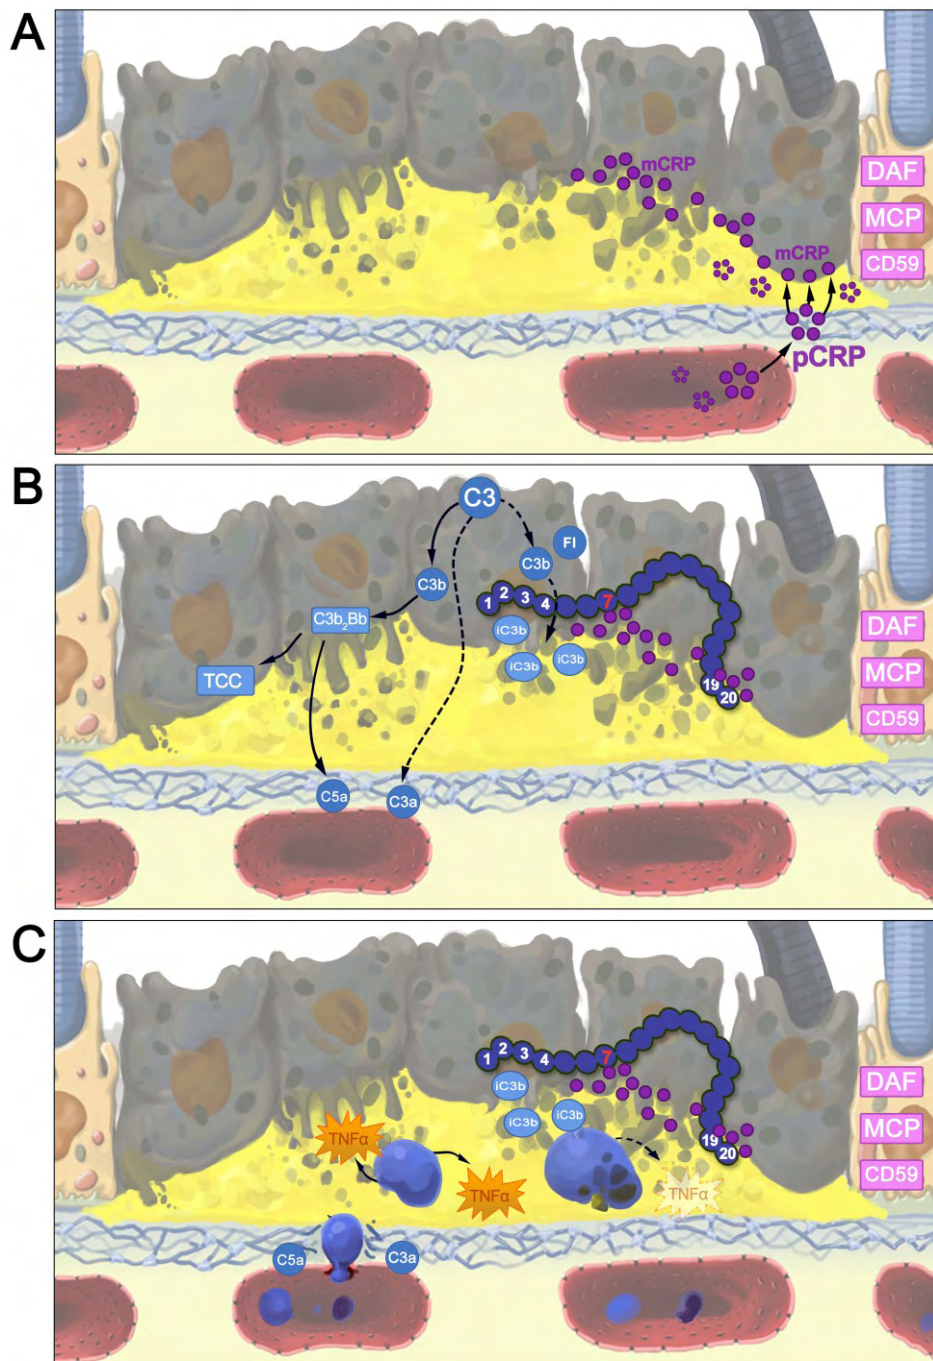 A
mCRP
DAF
MCP
mCRP
CD59
pCRP
B
C3
FI
C3b
C3b
1 2 3 4 7
C3b₂Bb
iC3b
DAF
iC3b
iC3b
MCP
TCC
19
20
CD59
C5a
C3a
C
1 2 3 4 7
iC3b
DAF
iC3b
iC3b
MCP
TNFα
19
20
CD59
TNFα
TNFα
C5a
C3a